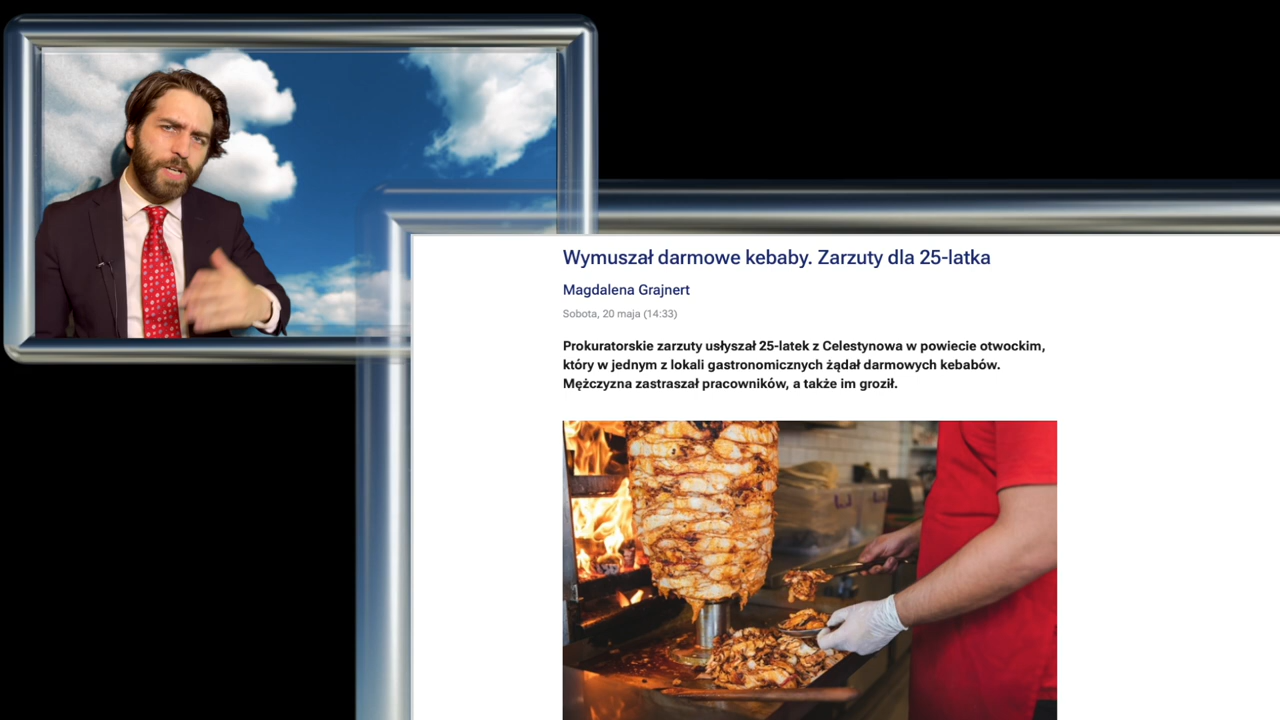 Wymuszał darmowe kebaby. Zarzuty dla 25-latka
Magdalena Grajnert
Sobota, 20 maja (14:33)
Prokuratorskie zarzuty usłyszał 25-latek z Celestynowa w powiecie otwockim,
który w jednym z lokali gastronomicznych żądał darmowych kebabów.
Mężczyzna zastraszał pracowników, a także im groził.